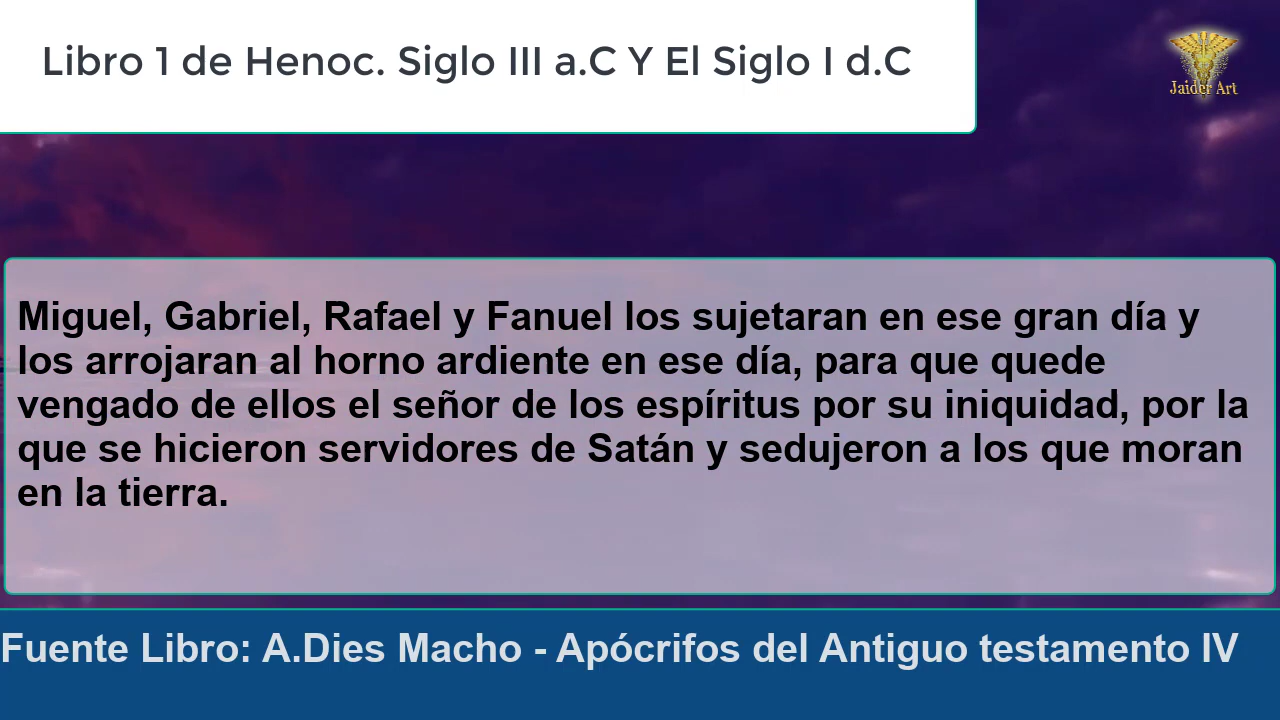 Libro 1 de Henoc. Siglo III a.C Y El Siglo I d.C
Jaider Art
Miguel, Gabriel, Rafael y Fanuel los sujetaran en ese gran día y
los arrojaran al horno ardiente en ese día, para que quede
vengado de ellos el señor de los espíritus por su iniquidad, por la
que se hicieron servidores de Satán y sedujeron a los que moran
en la tierra.
Fuente Libro: A.Dies Macho - Apócrifos del Antiguo testamento IV